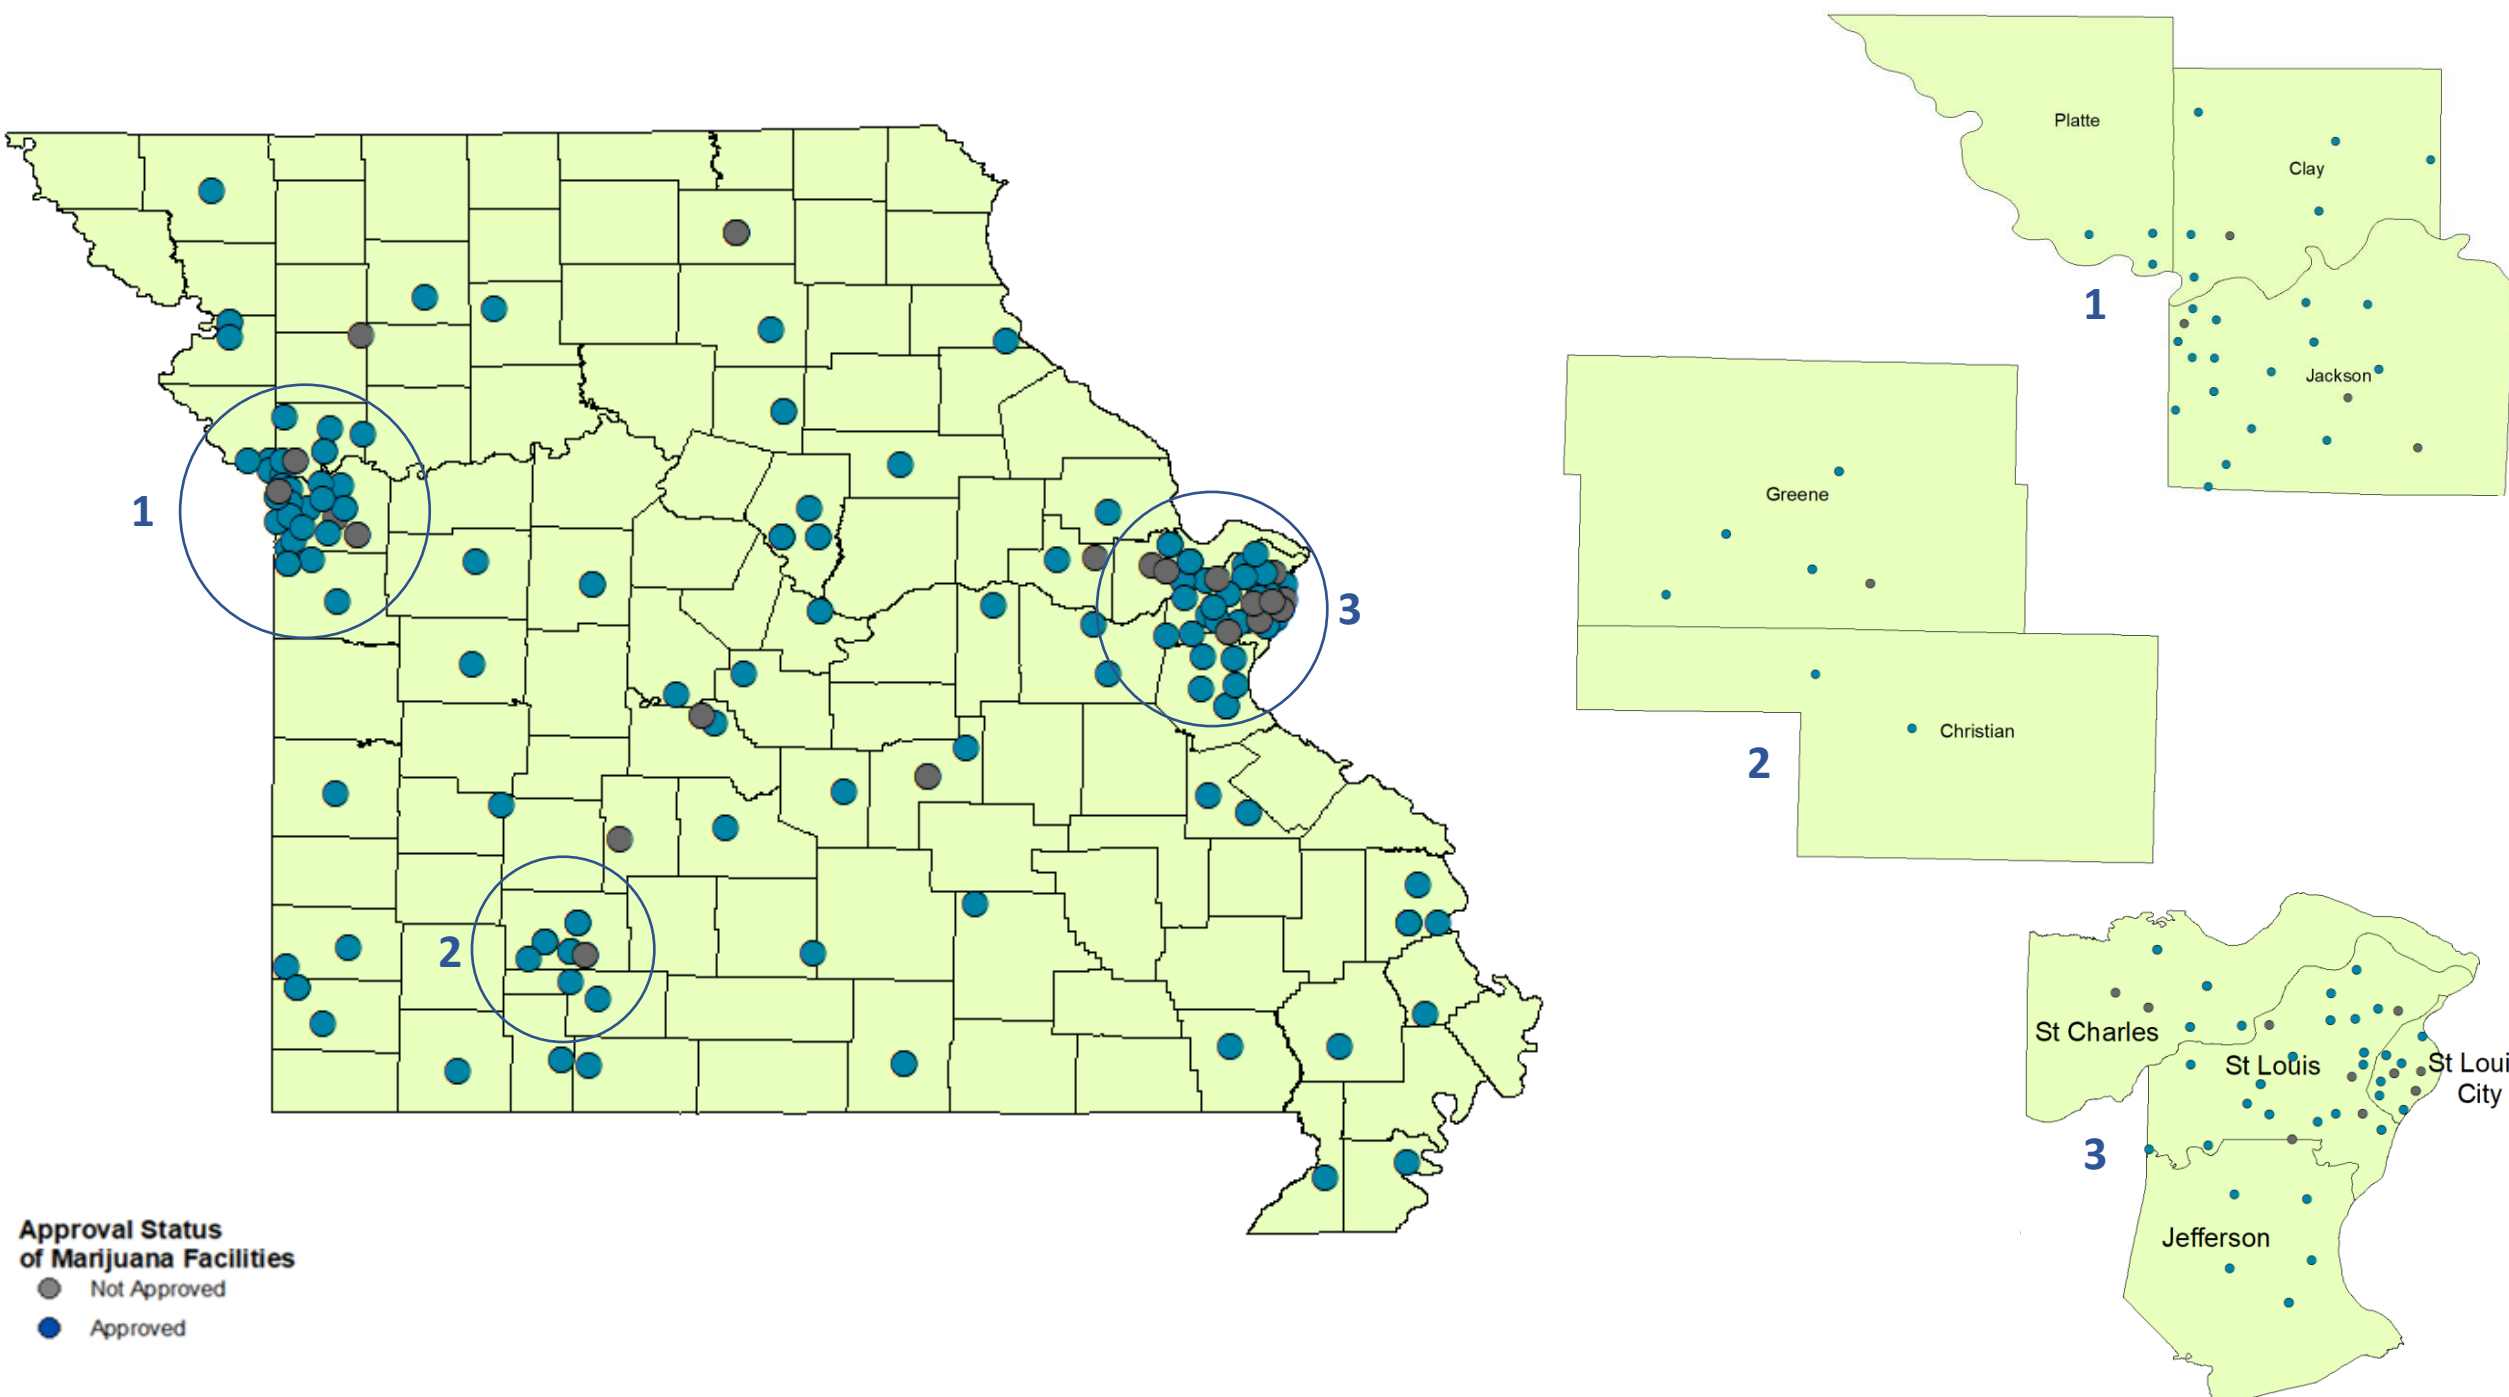 1
2
3
Approval Status
of Marijuana Facilities
Not Approved
Approved
Platte
Clay
1
Jackson
Greene
Christian
2
St Charles
St Louis
St Loui
City
3
Jefferson